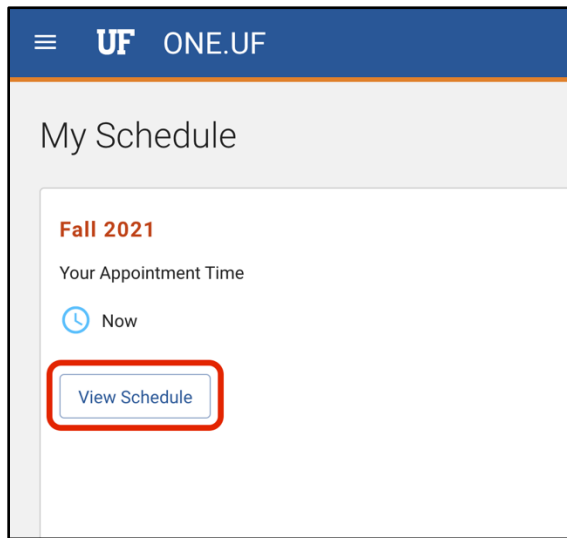 UF ONE.UF
My Schedule
Fall 2021
Your Appointment Time
Now
View Schedule